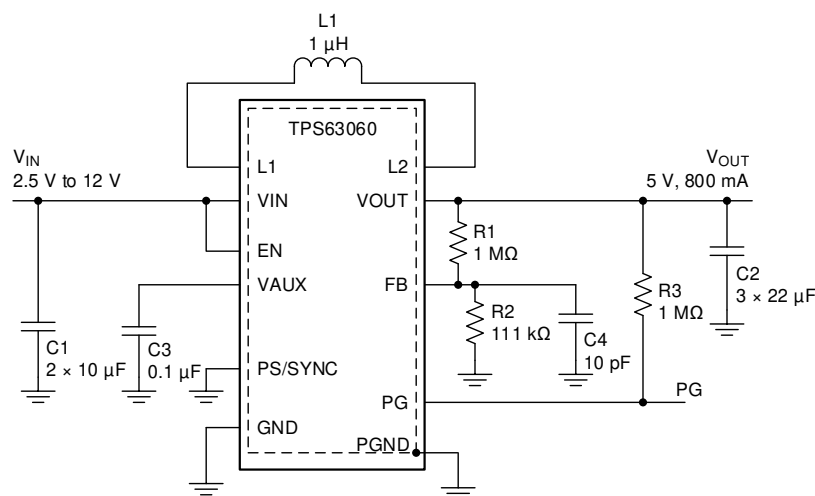 L1
1 µH
TPS63060
V_IN
2.5 V to 12 V
L1
L2
V_OUT
5 V, 800 mA
VIN
VOUT
EN
R1
1 MΩ
VAUX
FB
C2
3 × 22 µF
R3
1 MΩ
R2
111 kΩ
C1
2 × 10 µF
C3
0.1 µF
C4
10 pF
PS/SYNC
PG
PG
GND
PGND